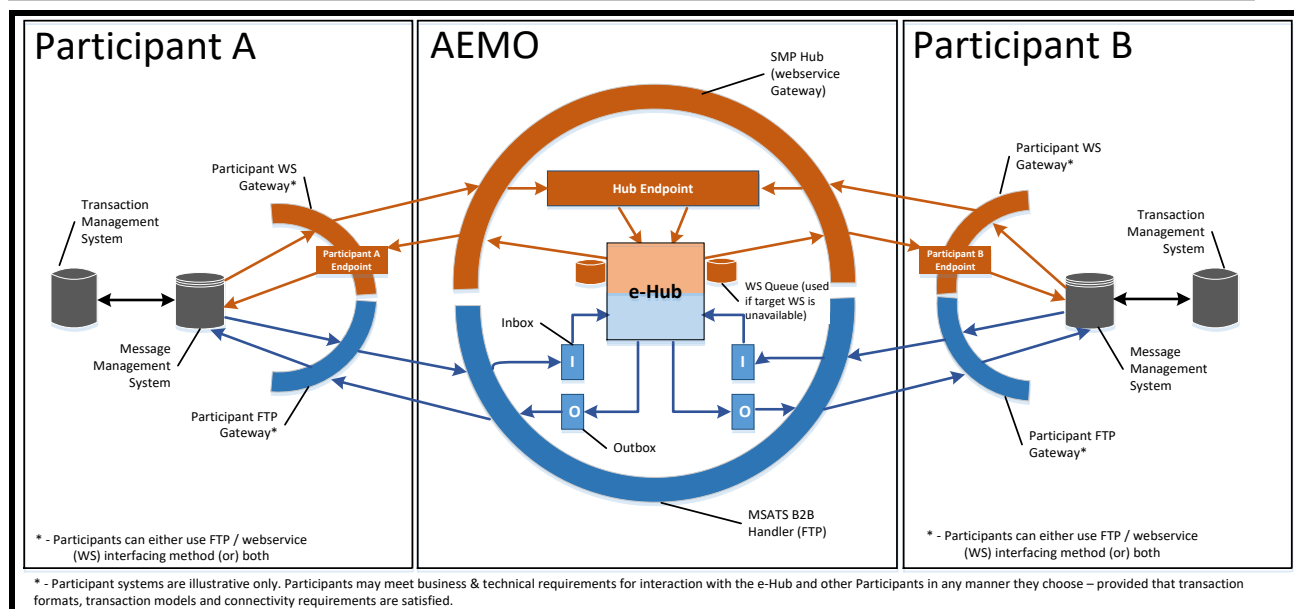 Participant A
AEMO
Participant B
SMP Hub
(webservice
Gateway)
Participant WS
Gateway*
Transaction
Management
System
Participant A
Endpoint
Message
Management
System
Participant FTP
Gateway*
Hub Endpoint
e-Hub
WS Queue (used
if target WS is
unavailable)
Inbox
I
I
O
O
Outbox
MSATS B2B
Handler (FTP)
Participant WS
Gateway*
Transaction
Management
System
Participant B
Endpoint
Message
Management
System
Participant FTP
Gateway*
* - Participants can either use FTP / webservice
(WS) interfacing method (or) both
* - Participants can either use FTP / webservice
(WS) interfacing method (or) both
* - Participant systems are illustrative only. Participants may meet business & technical requirements for interaction with the e-Hub and other Participants in any manner they choose – provided that transaction
formats, transaction models and connectivity requirements are satisfied.